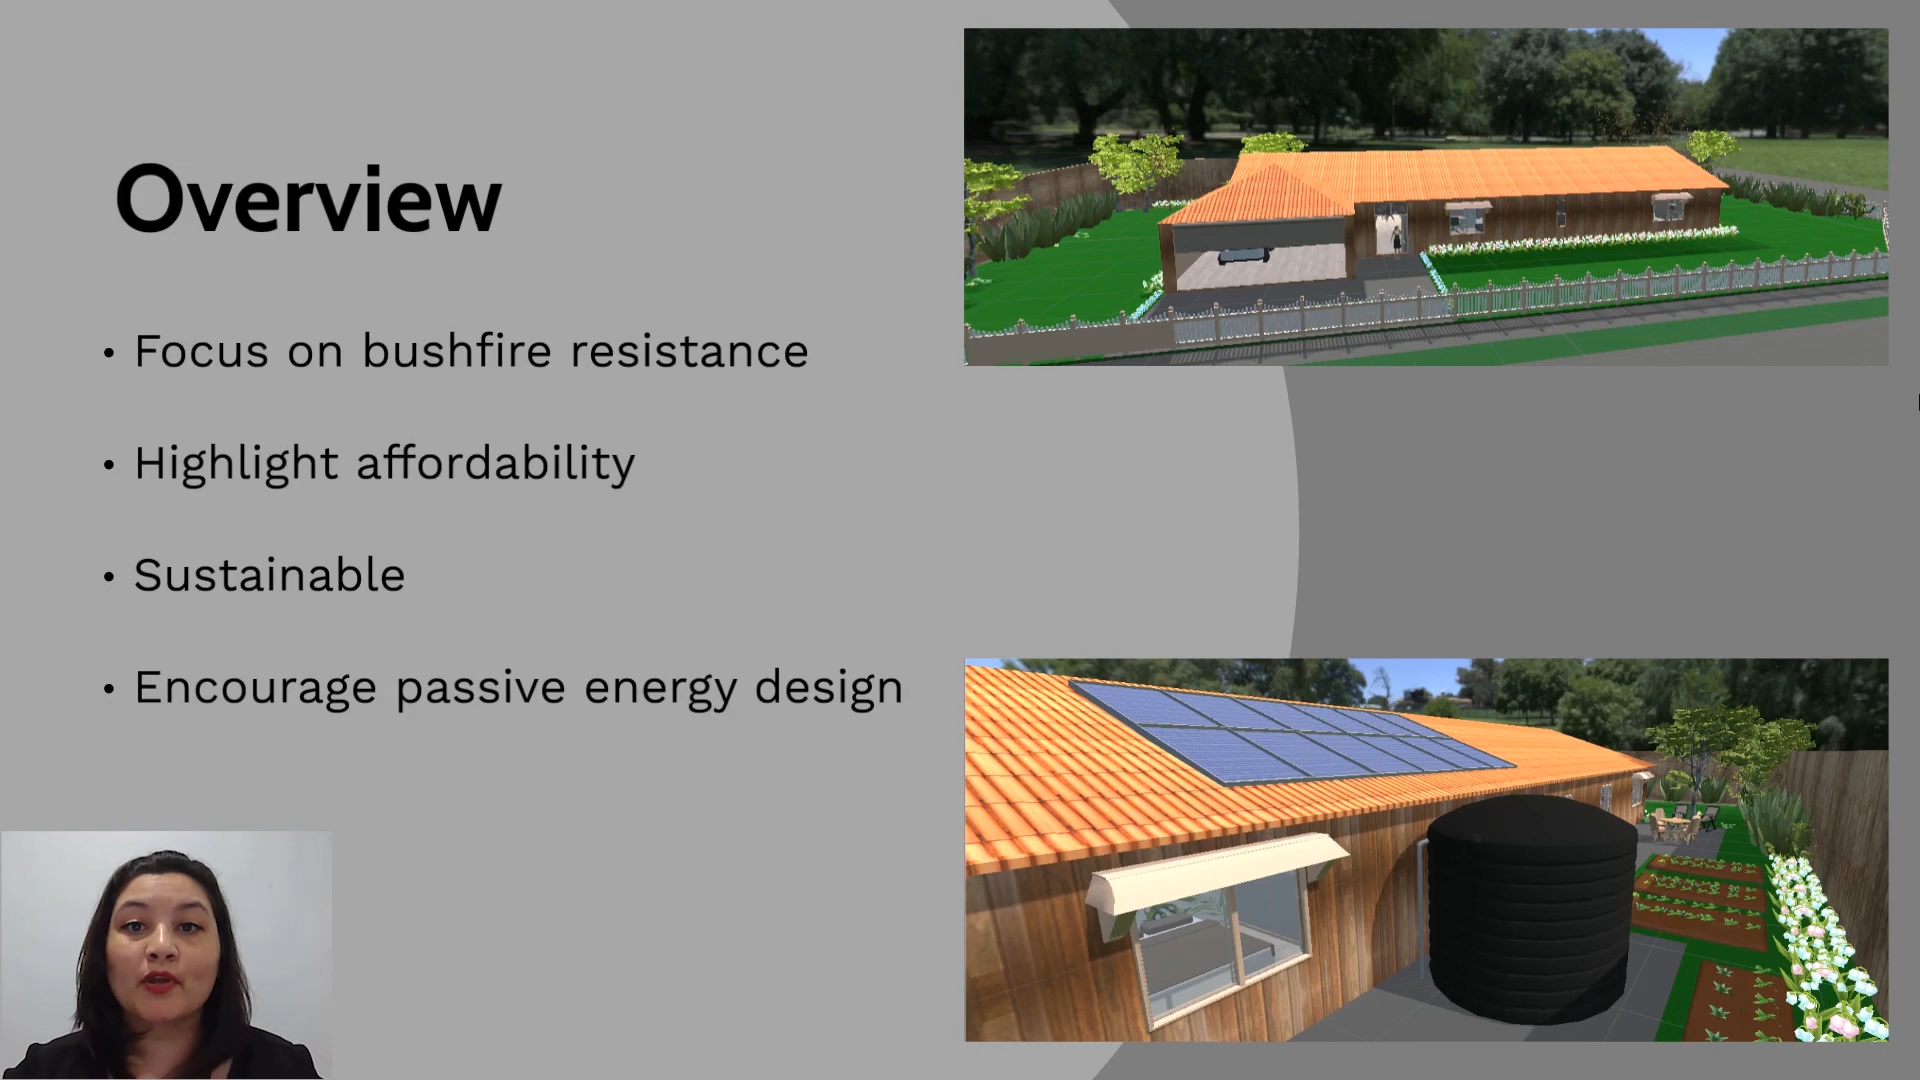 Overview
• Focus on bushfire resistance
• Highlight affordability
• Sustainable
• Encourage passive energy design